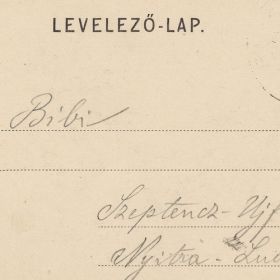 LEVELEZŐ-LAP.
Bibi
Szeptencz-Ujf
Nyitra-